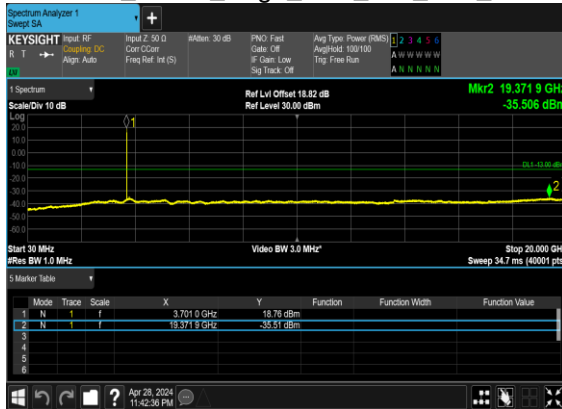 Spectrum Analyzer 1
Swept SA
+
KEYSIGHT Input: RF Input Z: 50 Ω #Atten: 30 dB PNO: Fast Avg Type: Power (RMS) 1 2 3 4 5 6
R T Coupling: DC Corr CCorr Gate: Off Avg|Hold: 100/100 A W W W W W
Align: Auto Freq Ref: Int (S) IF Gain: Low Trig: Free Run
LXI Sig Track: Off A N N N N N
1 Spectrum Ref Lvl Offset 18.82 dB Mkr2 19.371 9 GHz
Scale/Div 10 dB Ref Level 30.00 dBm -35.506 dBm
Log
20.0
10.0
0.00
-10.0
-20.0
-30.0
-40.0
-50.0
-60.0
1
DL1 -13.00 dBm
2
Start 30 MHz Video BW 3.0 MHz* Stop 20.000 GHz
#Res BW 1.0 MHz Sweep 34.7 ms (40001 pts)
5 Marker Table
Mode Trace Scale X Y Function Function Width Function Value
1 N 1 f 3.701 0 GHz 18.76 dBm
2 N 1 f 19.371 9 GHz -35.51 dBm
3
4
5
6
? Apr 28, 2024
11:42:36 PM